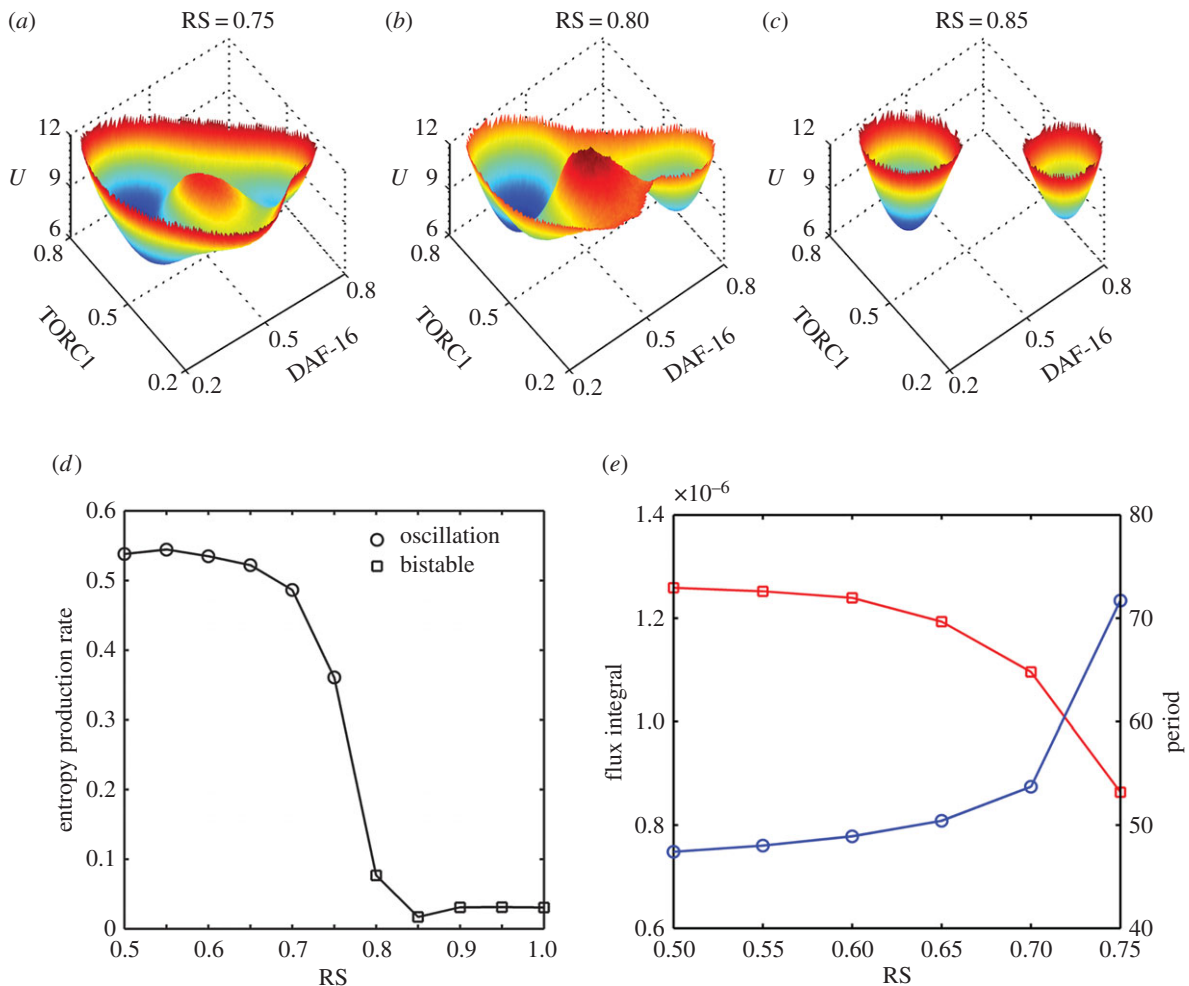 (a) RS = 0.75
(b) RS = 0.80
(c) RS = 0.85
12
9
6
U
0.8
0.5
0.2
TORC1
0.2
0.5
0.8
DAF-16
12
9
6
U
0.8
0.5
0.2
TORC1
0.2
0.5
0.8
DAF-16
12
9
6
U
0.8
0.5
0.2
TORC1
0.2
0.5
0.8
DAF-16
(d)
0.6
0.5
0.4
0.3
0.2
0.1
0
entropy production rate
oscillation
bistable
0.5 0.6 0.7 0.8 0.9 1.0
RS
(e)
×10⁻⁶
1.4
1.2
1.0
0.8
0.6
flux integral
80
70
60
50
40
period
0.50 0.55 0.60 0.65 0.70 0.75
RS